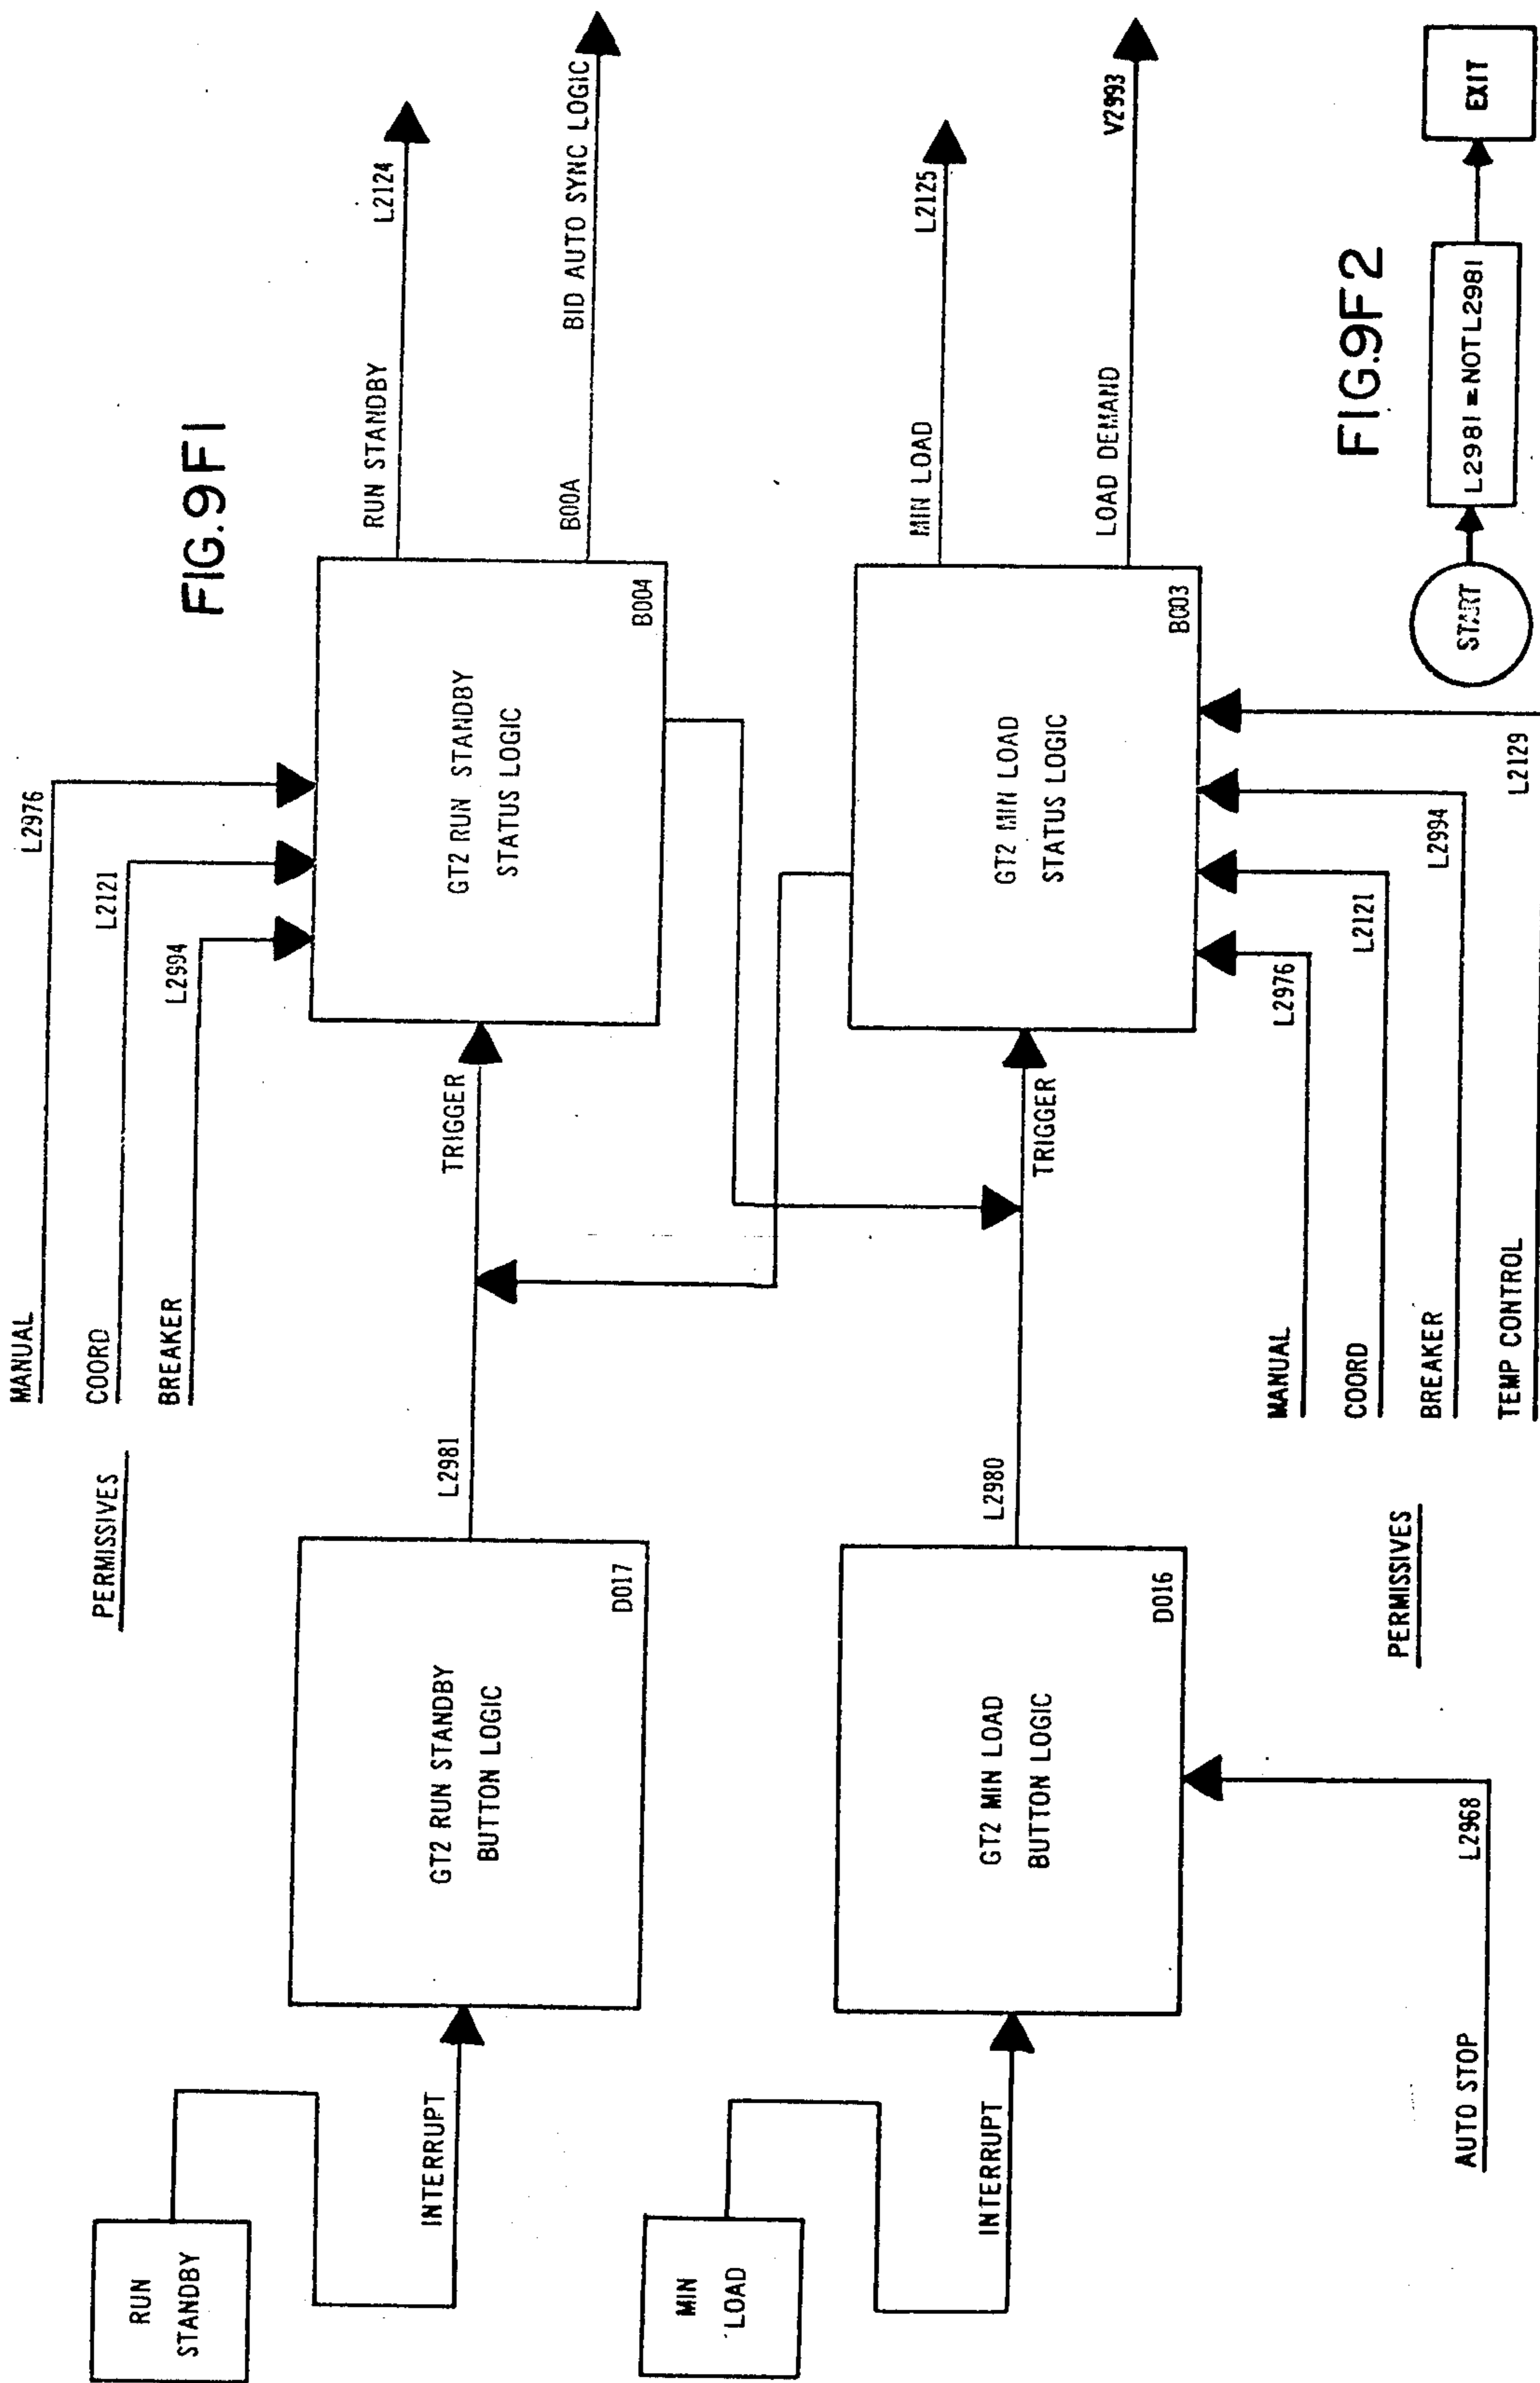 FIG.9F1
PERMISSIVES
MANUAL
L2976
COORD
L2121
BREAKER
L2994
RUN
STANDBY
INTERRUPT
GT2 RUN STANDBY
BUTTON LOGIC
D017
L2981
TRIGGER
GT2 RUN STANDBY
STATUS LOGIC
B004
RUN STANDBY
L2124
B00A
BID AUTO SYNC LOGIC
MIN
LOAD
INTERRUPT
GT2 MIN LOAD
BUTTON LOGIC
D016
L2980
TRIGGER
GT2 MIN LOAD
STATUS LOGIC
B003
MIN LOAD
L2125
LOAD DEMAND
V2993
AUTO STOP
L2968
PERMISSIVES
MANUAL
L2976
COORD
L2121
BREAKER
L2994
TEMP CONTROL
L2129
FIG.9F2
START
L2981=NOT L2981
EXIT